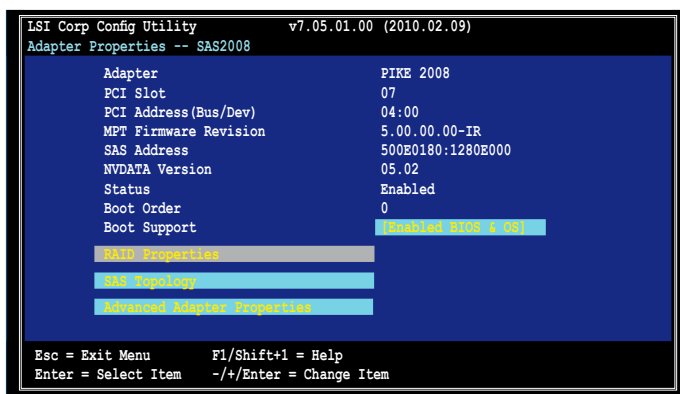 LSI Corp Config Utility v7.05.01.00 (2010.02.09)
Adapter Properties -- SAS2008
Adapter PIKE 2008
PCI Slot 07
PCI Address(Bus/Dev) 04:00
MPT Firmware Revision 5.00.00.00-IR
SAS Address 500E0180:1280E000
NVDATA Version 05.02
Status Enabled
Boot Order 0
Boot Support [Enabled BIOS & OS]
RAID Properties
SAS Topology
Advanced Adapter Properties
Esc = Exit Menu F1/Shift+1 = Help
Enter = Select Item -/+/Enter = Change Item